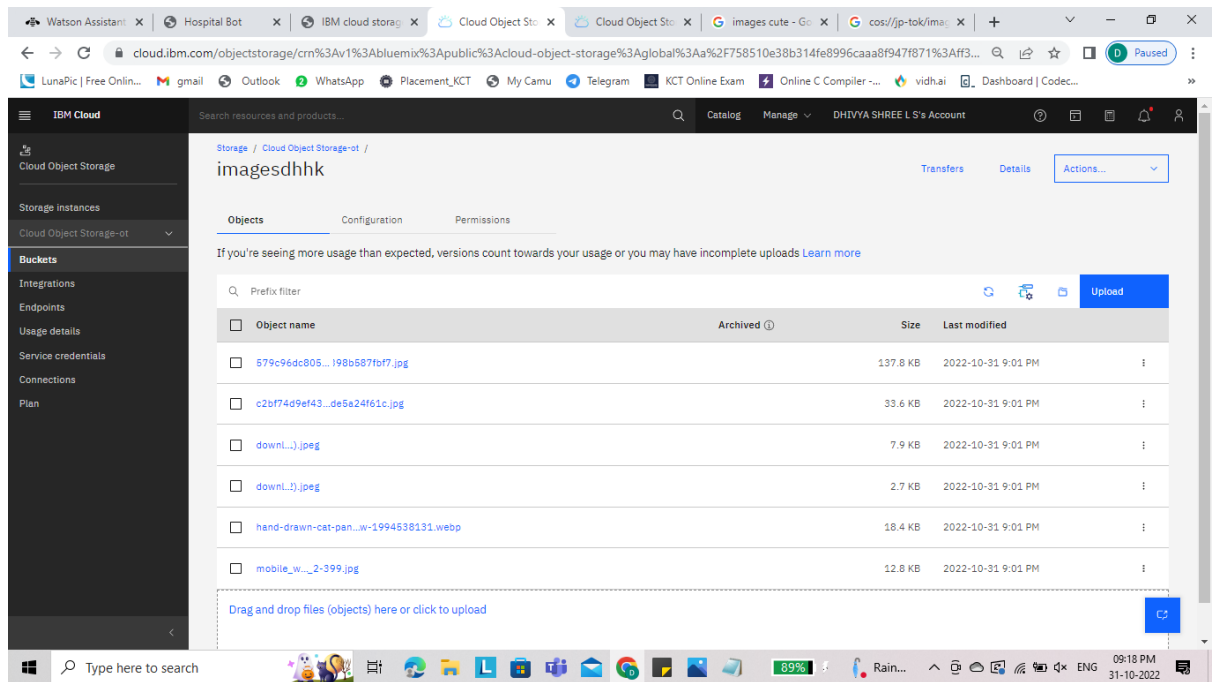 Watson Assistant
Hospital Bot
IBM cloud storag
Cloud Object Sto
Cloud Object Sto
images cute - Go
cos://jp-tok/imag
cloud.ibm.com/objectstorage/crn%3Av1%3Abluemix%3Apublic%3Acloud-object-storage%3Aglobal%3Aa%2F758510e38b314fe8996caaa8f947f871%3Aff3...
D Paused
LunaPic | Free Onlin...
gmail
Outlook
WhatsApp
Placement_KCT
My Camu
Telegram
KCT Online Exam
Online C Compiler -...
vidh.ai
Dashboard | Codec...
»
IBM Cloud
Search resources and products...
Catalog
Manage
DHIVYA SHREE L S's Account
Cloud Object Storage
Storage instances
Cloud Object Storage-ot
Buckets
Integrations
Endpoints
Usage details
Service credentials
Connections
Plan
Storage / Cloud Object Storage-ot /
imagesdhhk
Transfers
Details
Actions...
Objects
Configuration
Permissions
If you're seeing more usage than expected, versions count towards your usage or you may have incomplete uploads Learn more
Prefix filter
Upload
Object name Archived Size Last modified
579c96dc805... )98b587fbf7.jpg 137.8 KB 2022-10-31 9:01 PM
c2bf74d9ef43...de5a24f61c.jpg 33.6 KB 2022-10-31 9:01 PM
downl...).jpeg 7.9 KB 2022-10-31 9:01 PM
downl..!).jpeg 2.7 KB 2022-10-31 9:01 PM
hand-drawn-cat-pan...w-1994538131.webp 18.4 KB 2022-10-31 9:01 PM
mobile_w..._2-399.jpg 12.8 KB 2022-10-31 9:01 PM
Drag and drop files (objects) here or click to upload
Type here to search
89%
Rain...
ENG
09:18 PM
31-10-2022